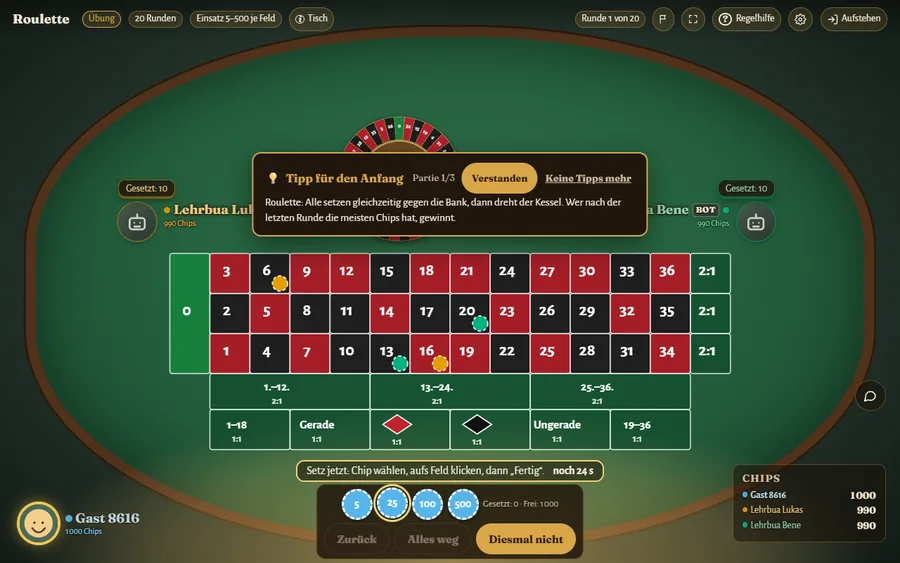 Roulette Übung 20 Runden Einsatz 5–500 je Feld Tisch Runde 1 von 20 Regelhilfe Aufstehen
Tipp für den Anfang Partie 1/3 Verstanden Keine Tipps mehr
Roulette: Alle setzen gleichzeitig gegen die Bank, dann dreht der Kessel. Wer nach der
letzten Runde die meisten Chips hat, gewinnt.
Gesetzt: 10
Lehrbua
990 Chips
Gesetzt: 10
Bene BOT
990 Chips
3 6 9 12 15 18 21 24 27 30 33 36 2:1
0 2 5 8 11 14 17 20 23 26 29 32 35 2:1
1 4 7 10 13 16 19 22 25 28 31 34 2:1
1.–12. 13.–24. 25.–36.
2:1 2:1 2:1
1–18 Gerade Ungerade 19–36
1:1 1:1 1:1 1:1 1:1 1:1
Setz jetzt: Chip wählen, aufs Feld klicken, dann „Fertig“. noch 24 s
5 25 100 500 Gesetzt: 0 · Frei: 1000
Zurück Alles weg Diesmal nicht
Gast 8616
1000 Chips
CHIPS
Gast 8616 1000
Lehrbua Lukas 990
Lehrbua Bene 990